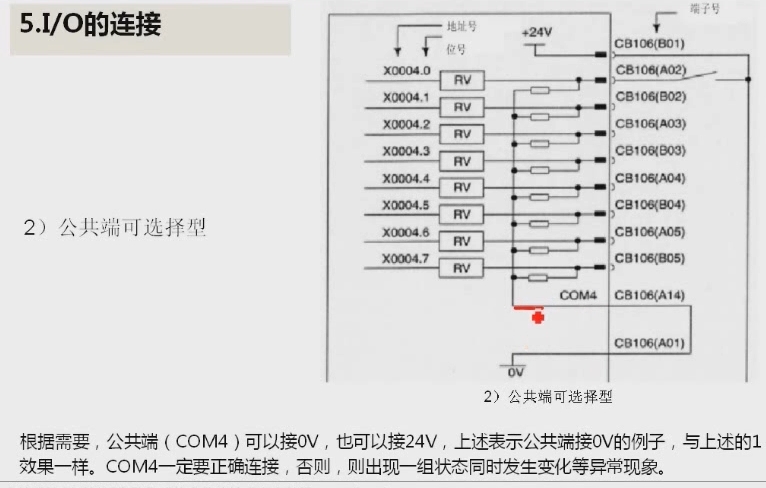 5.I/O的连接
地址号
位号
端子号
+24V
CB106(B01)
X0004.0 RV CB106(A02)
X0004.1 RV CB106(B02)
X0004.2 RV CB106(A03)
X0004.3 RV CB106(B03)
X0004.4 RV CB106(A04)
X0004.5 RV CB106(B04)
X0004.6 RV CB106(A05)
X0004.7 RV CB106(B05)
COM4 CB106(A14)
CB106(A01)
0V
2）公共端可选择型
2）公共端可选择型
根据需要，公共端（COM4）可以接0V，也可以接24V，上述表示公共端接0V的例子，与上述的1
效果一样。COM4一定要正确连接，否则，则出现一组状态同时发生变化等异常现象。